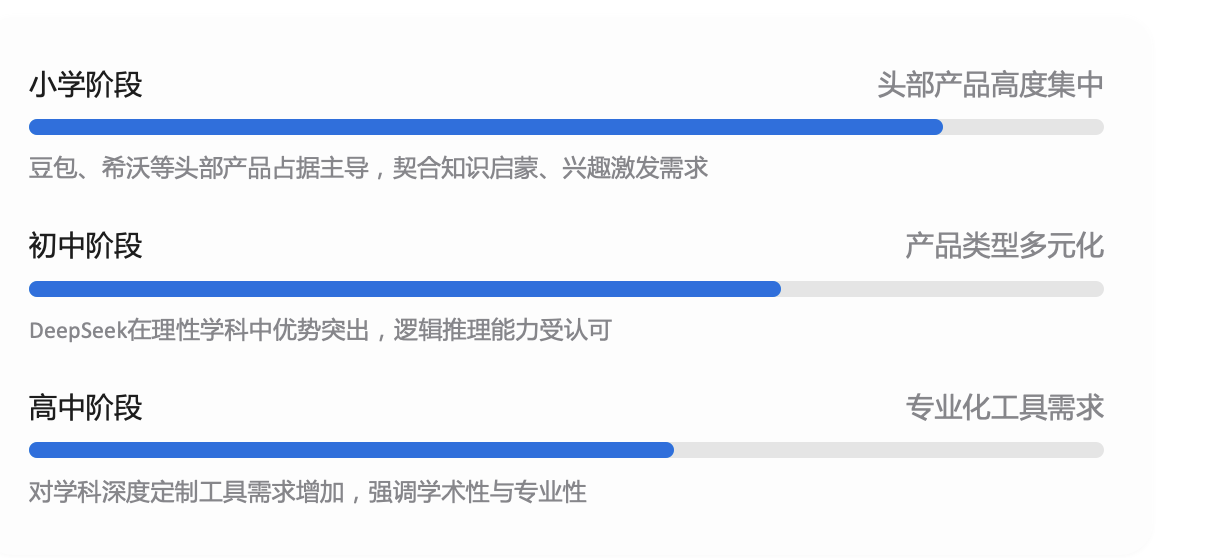 小学阶段
头部产品高度集中
豆包、希沃等头部产品占据主导，契合知识启蒙、兴趣激发需求
初中阶段
产品类型多元化
DeepSeek在理性学科中优势突出，逻辑推理能力受认可
高中阶段
专业化工具需求
对学科深度定制工具需求增加，强调学术性与专业性